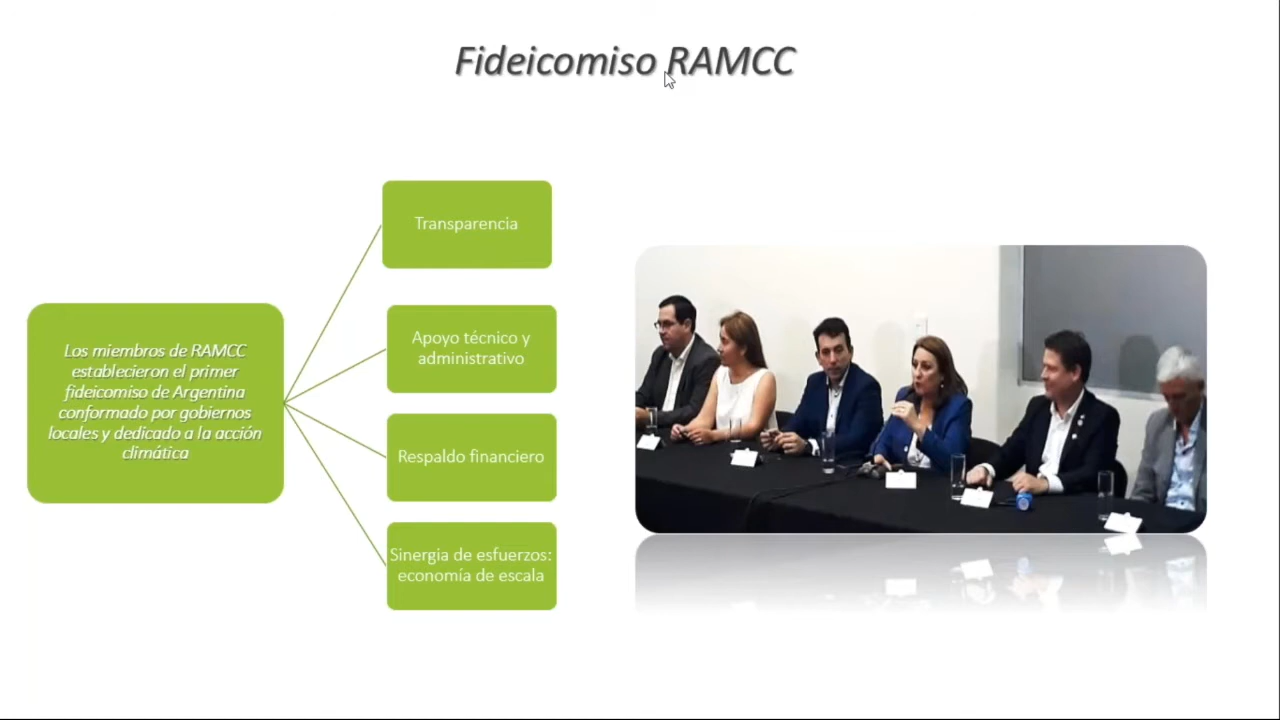 Fideicomiso RAMCC
Los miembros de RAMCC
establecieron el primer
fideicomiso de Argentina
conformado por gobiernos
locales y dedicado a la acción
climática
Transparencia
Apoyo técnico y
administrativo
Respaldo financiero
Sinergia de esfuerzos:
economía de escala